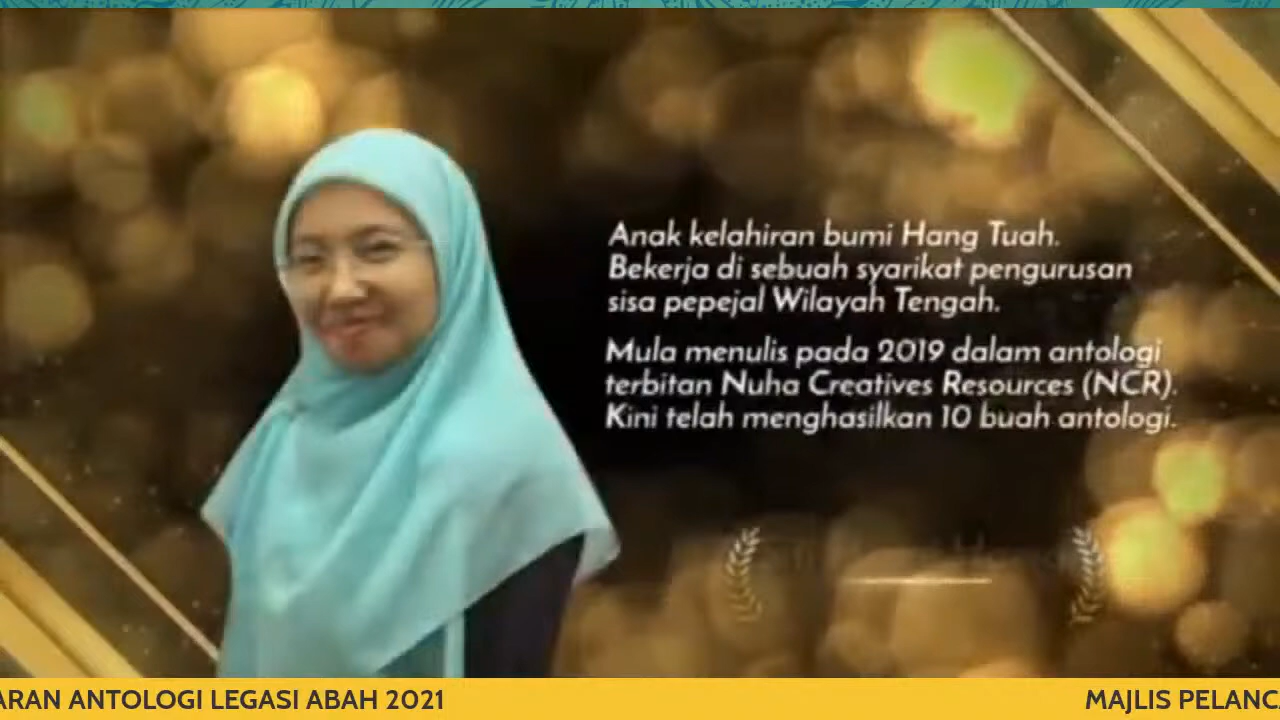 Anak kelahiran bumi Hang Tuah.
Bekerja di sebuah syarikat pengurusan
sisa pepejal Wilayah Tengah.
Mula menulis pada 2019 dalam antologi
terbitan Nuha Creatives Resources (NCR).
Kini telah menghasilkan 10 buah antologi.
ARAN ANTOLOGI LEGASI ABAH 2021
MAJLIS PELANCA